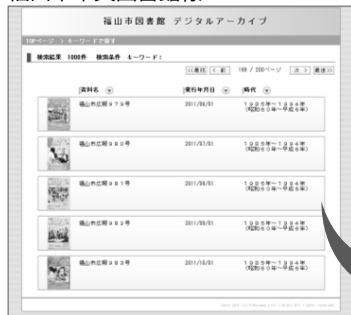 福山市図書館 デジタルアーカイブ
TOPページ > キーワードで探す
検索結果 1000件 検索条件 キーワード:
<<最初 < 前 199 / 200ページ 次 > 最後>>
資料名 発行年月日 時代
福山市広報979号 2011/06/01 1985年～1994年
(昭和60年～平成6年)
福山市広報980号 2011/07/01 1985年～1994年
(昭和60年～平成6年)
福山市広報981号 2011/08/01 1985年～1994年
(昭和60年～平成6年)
福山市広報982号 2011/09/01 1985年～1994年
(昭和60年～平成6年)
福山市広報983号 2011/10/01 1985年～1994年
(昭和60年～平成6年)